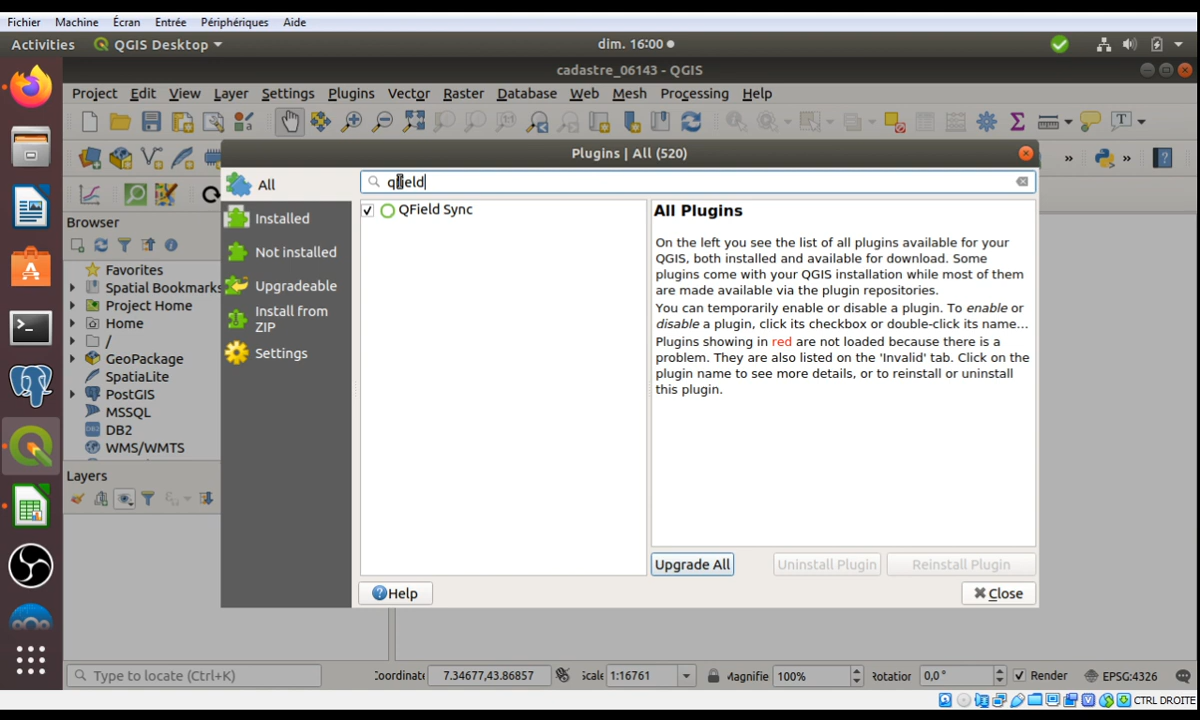 Fichier Machine Écran Entrée Périphériques Aide
Activities QGIS Desktop dim. 16:00
cadastre_06143 - QGIS
Project Edit View Layer Settings Plugins Vector Raster Database Web Mesh Processing Help
Plugins | All (520)
Browser
Favorites
Spatial Bookmarks
Project Home
Home
/
GeoPackage
SpatiaLite
PostGIS
MSSQL
DB2
WMS/WMTS
Layers
All
Installed
Not installed
Upgradeable
Install from
ZIP
Settings
qfield
QField Sync
All Plugins
On the left you see the list of all plugins available for your
QGIS, both installed and available for download. Some
plugins come with your QGIS installation while most of them
are made available via the plugin repositories.
You can temporarily enable or disable a plugin. To enable or
disable a plugin, click its checkbox or double-click its name...
Plugins showing in red are not loaded because there is a
problem. They are also listed on the 'Invalid' tab. Click on the
plugin name to see more details, or to reinstall or uninstall
this plugin.
Upgrade All Uninstall Plugin Reinstall Plugin
Help Close
Type to locate (Ctrl+K) Coordinate 7.34677,43.86857 Scale 1:16761 Magnifie 100% Rotation 0,0° Render EPSG:4326
CTRL DROITE